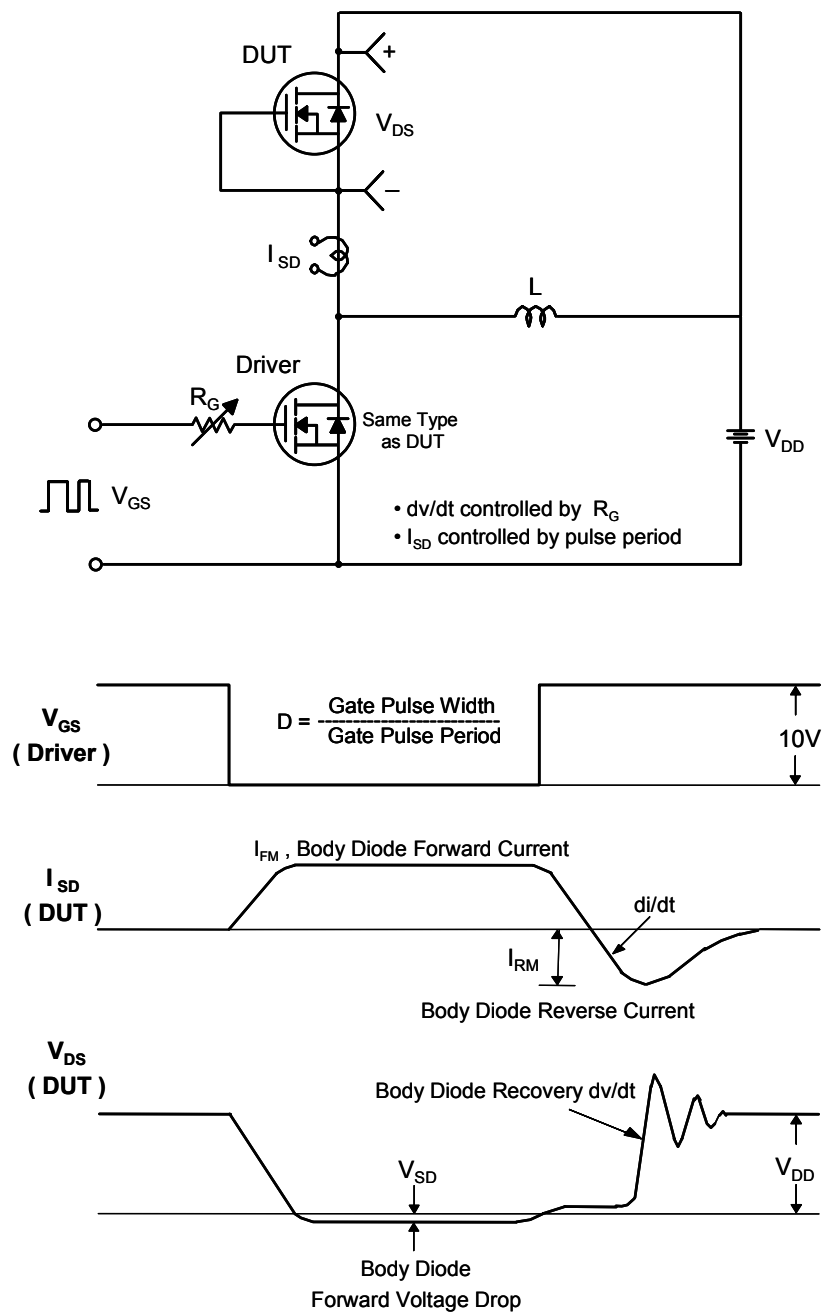 DUT
+
V_DS
–
I_SD
L
Driver
R_G
Same Type
as DUT
V_DD
V_GS
• dv/dt controlled by R_G
• I_SD controlled by pulse period
V_GS
( Driver )
D = Gate Pulse Width
Gate Pulse Period
10V
I_FM , Body Diode Forward Current
I_SD
( DUT )
di/dt
I_RM
Body Diode Reverse Current
V_DS
( DUT )
Body Diode Recovery dv/dt
V_SD
V_DD
Body Diode
Forward Voltage Drop